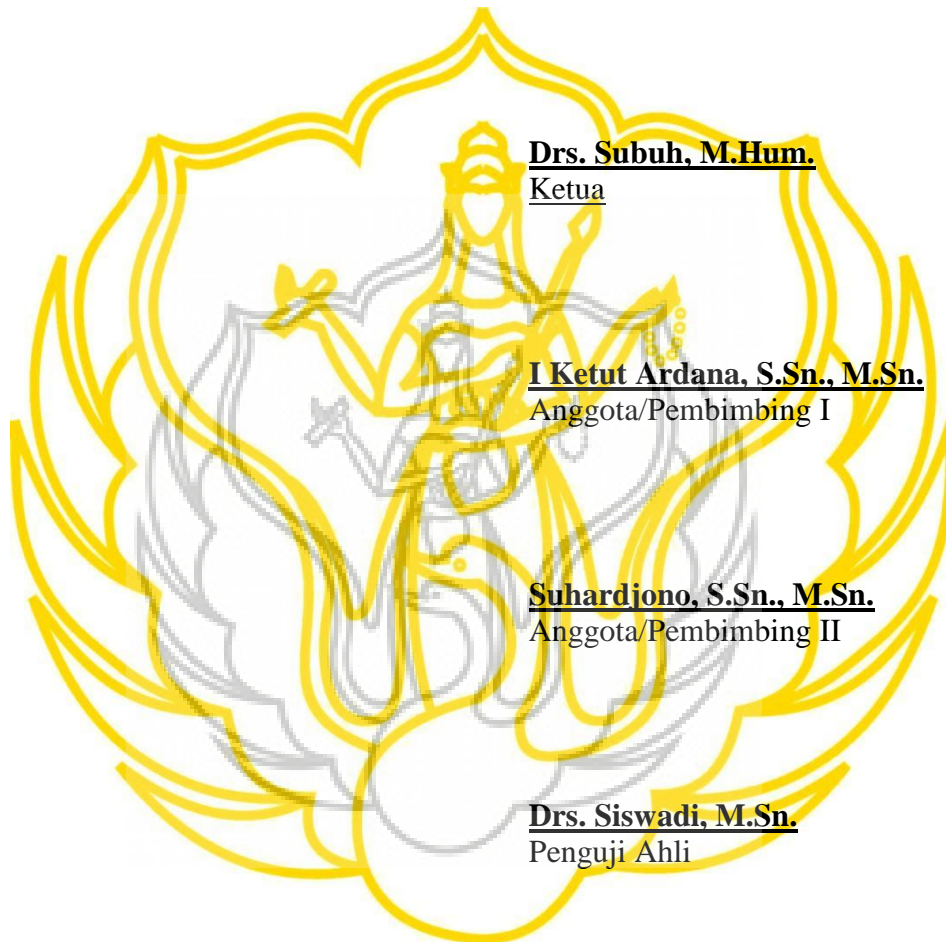 Drs. Subuh, M.Hum.
Ketua
I Ketut Ardana, S.Sn., M.Sn.
Anggota/Pembimbing I
Suhardjono, S.Sn., M.Sn.
Anggota/Pembimbing II
Drs. Siswadi, M.Sn.
Penguji Ahli